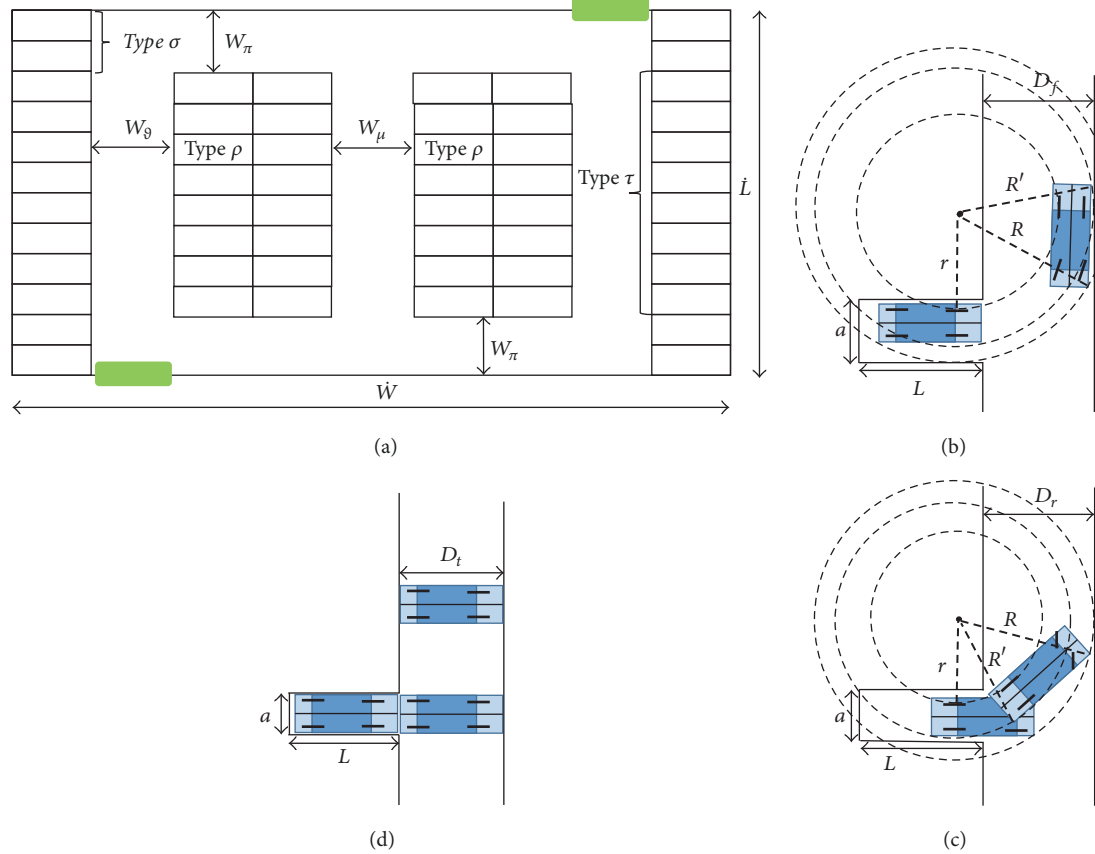 Type σ
W_π
W_ϑ
W_μ
Type ρ
Type ρ
Type τ
L̇
W_π
Ẇ
(a)
D_f
R′
R
r
a
L
(b)
D_t
a
L
(d)
D_r
R
R′
r
a
L
(c)